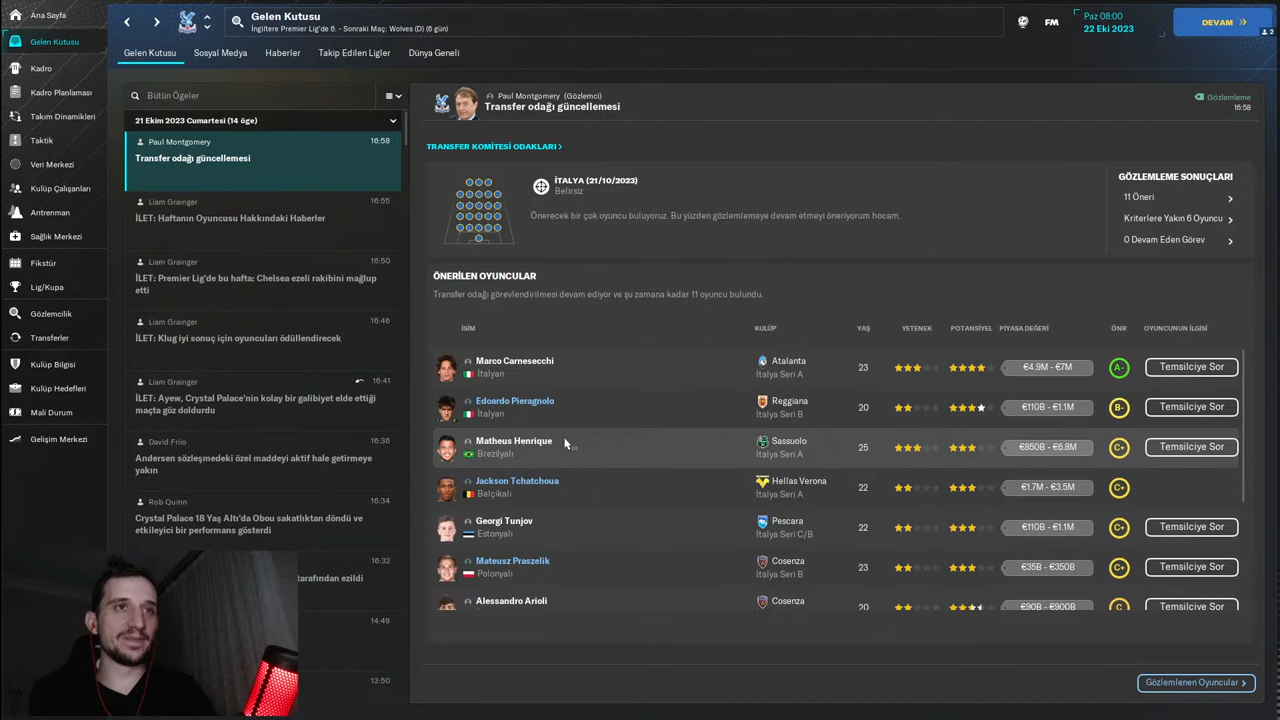 Ana Sayfa
Gelen Kutusu
Kadro
Kadro Planlaması
Takım Dinamikleri
Taktik
Veri Merkezi
Kulüp Çalışanları
Antrenman
Sağlık Merkezi
Fikstür
Lig/Kupa
Gözlemcilik
Transferler
Kulüp Bilgisi
Kulüp Hedefleri
Mali Durum
Gelişim Merkezi
Gelen Kutusu
İngiltere Premier Lig'de 6. - Sonraki Maç: Wolves (D) (6 gün)
FM
Paz 08:00
22 Eki 2023
DEVAM
2
Gelen Kutusu
Sosyal Medya
Haberler
Takip Edilen Ligler
Dünya Geneli
Bütün Ögeler
21 Ekim 2023 Cumartesi (14 öge)
Paul Montgomery 16:58
Transfer odağı güncellemesi
Liam Grainger 16:55
İLET: Haftanın Oyuncusu Hakkındaki Haberler
Liam Grainger 16:50
İLET: Premier Lig'de bu hafta: Chelsea ezeli rakibini mağlup
etti
Liam Grainger 16:46
İLET: Klug iyi sonuç için oyuncuları ödüllendirecek
Liam Grainger 16:41
İLET: Ayew, Crystal Palace'nin kolay bir galibiyet elde ettiği
maçta göz doldurdu
David Friio 16:36
Andersen sözleşmedeki özel maddeyi aktif hale getirmeye
yakın
Rob Quinn 16:34
Crystal Palace 18 Yaş Altı'da Obou sakatlıktan döndü ve
etkileyici bir performans gösterdi
16:32
tarafından ezildi
14:49
13:50
Paul Montgomery (Gözlemci)
Transfer odağı güncellemesi
Gözlemleme
16:58
TRANSFER KOMİTESİ ODAKLARI
İTALYA (21/10/2023)
Belirsiz
Önerecek bir çok oyuncu buluyoruz. Bu yüzden gözlemlemeye devam etmeyi öneriyorum hocam.
GÖZLEMLEME SONUÇLARI
11 Öneri
Kriterlere Yakın 6 Oyuncu
0 Devam Eden Görev
ÖNERİLEN OYUNCULAR
Transfer odağı görevlendirilmesi devam ediyor ve şu zamana kadar 11 oyuncu bulundu.
İSİM KULÜP YAŞ YETENEK POTANSİYEL PİYASA DEĞERİ ÖNR OYUNCUNUN İLGİSİ
Marco Carnesecchi Atalanta 23 €4.9M - €7M A- Temsilciye Sor
İtalyan İtalya Seri A
Edoardo Pieragnolo Reggiana 20 €110B - €1.1M B- Temsilciye Sor
İtalyan İtalya Seri B
Matheus Henrique Sassuolo 25 €850B - €6.8M C+ Temsilciye Sor
Brezilyalı İtalya Seri A
Jackson Tchatchoua Hellas Verona 22 €1.7M - €3.5M C+
Belçikalı İtalya Seri A
Georgi Tunjov Pescara 22 €110B - €1.1M C+ Temsilciye Sor
Estonyalı İtalya Seri C/B
Mateusz Praszelik Cosenza 23 €35B - €350B C+ Temsilciye Sor
Polonyalı İtalya Seri B
Alessandro Arioli Cosenza 20 €90B - €900B C Temsilciye Sor
Gözlemlenen Oyuncular